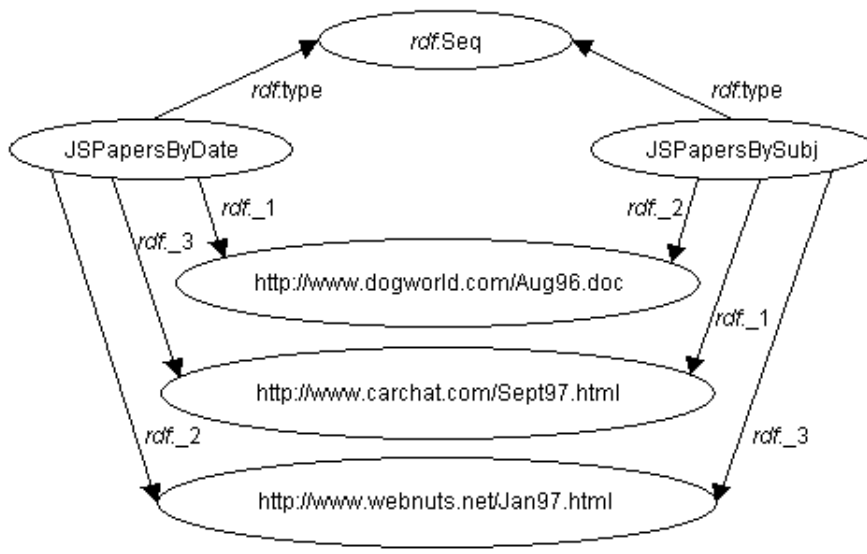 rdf:Seq
rdf:type
rdf:type
JSPapersByDate
JSPapersBySubj
rdf:_1
rdf:_2
rdf:_3
http://www.dogworld.com/Aug96.doc
rdf:_1
http://www.carchat.com/Sept97.html
rdf:_2
rdf:_3
http://www.webnuts.net/Jan97.html